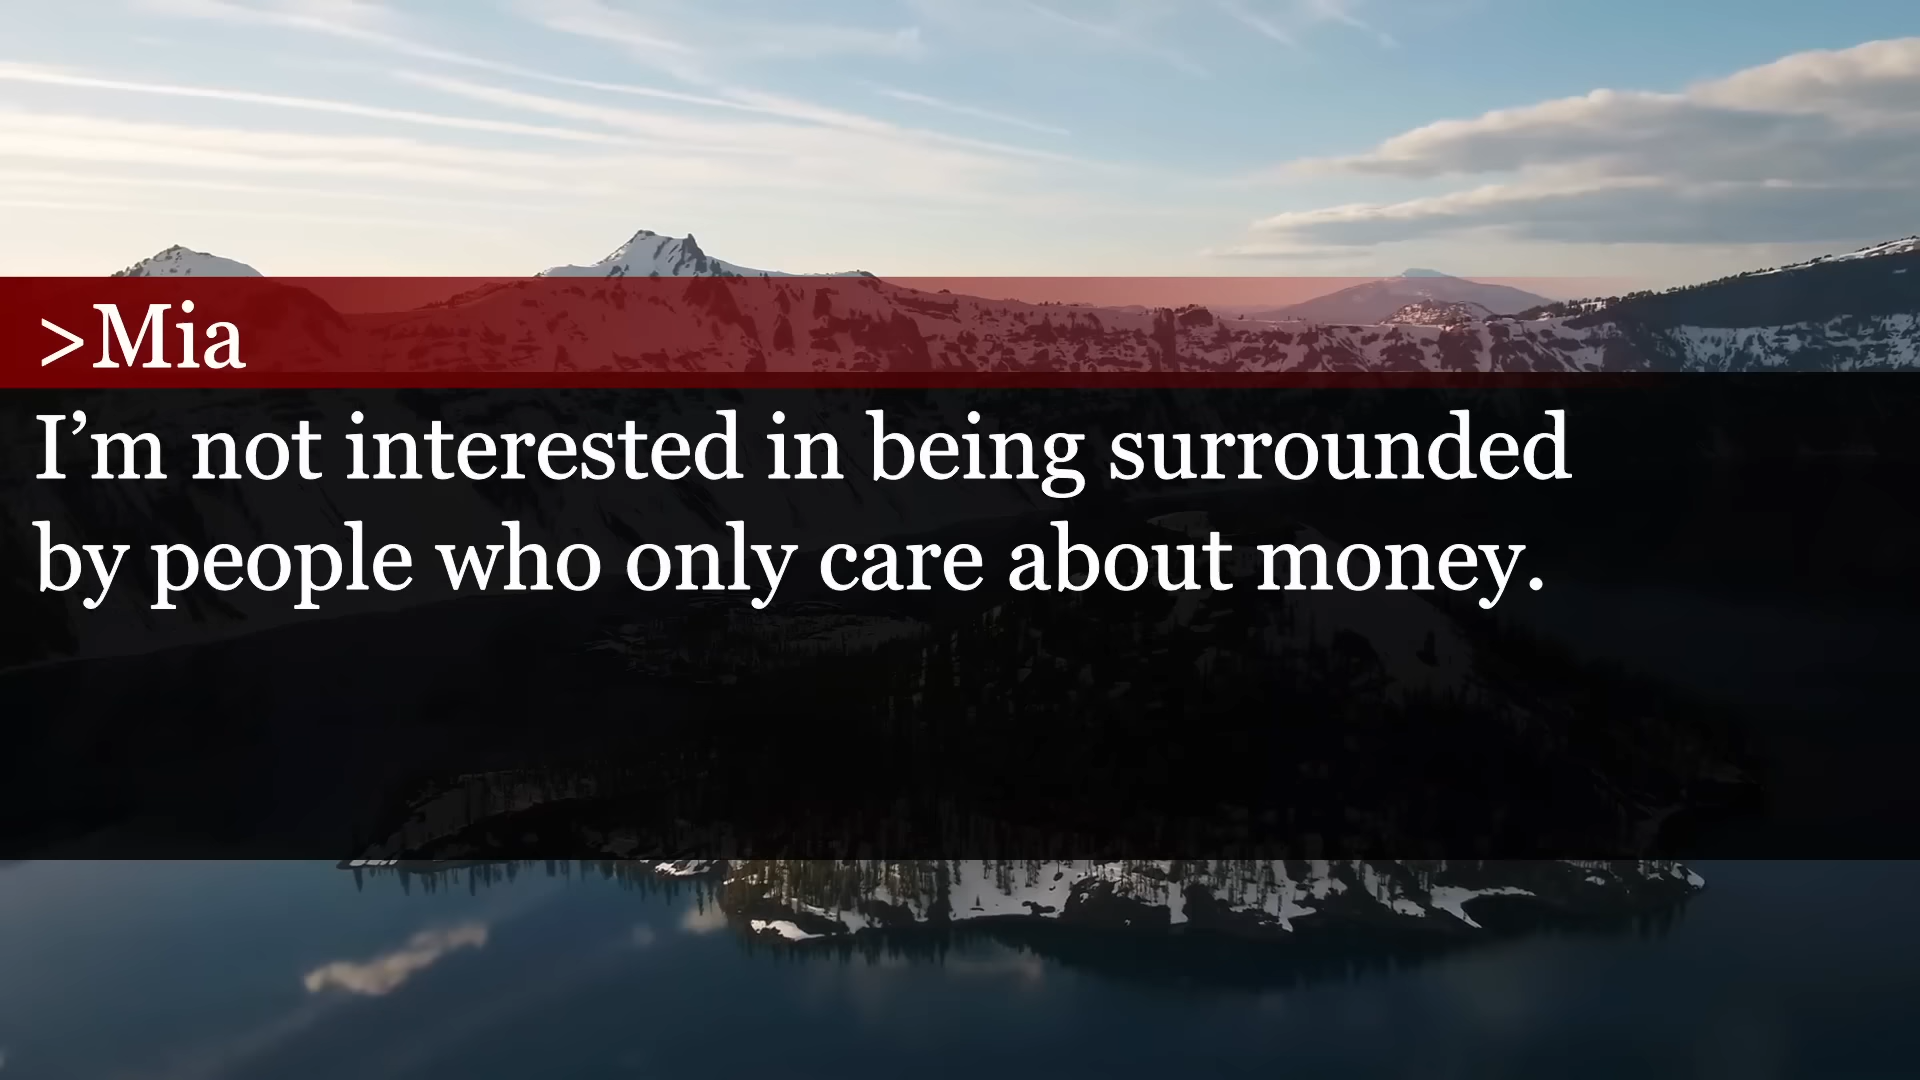 >Mia
I’m not interested in being surrounded
by people who only care about money.